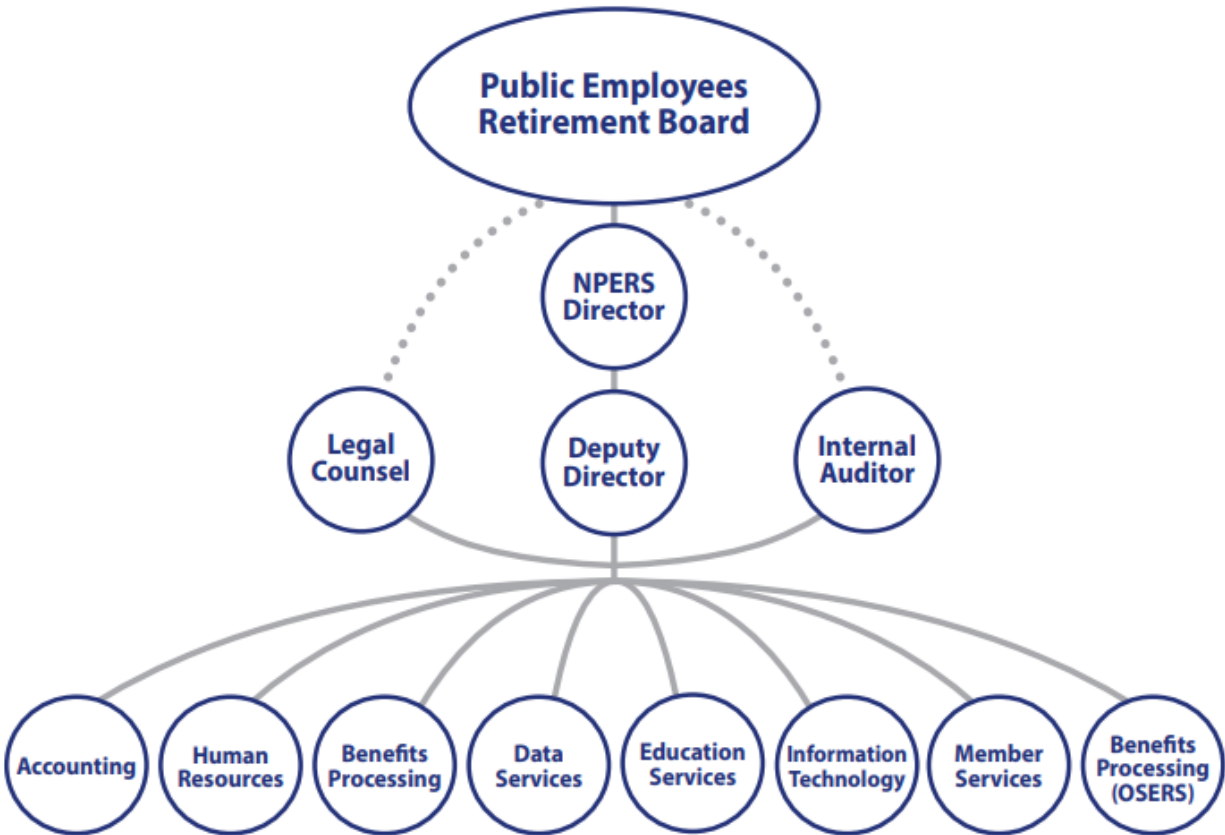 Public Employees
Retirement Board
NPERS
Director
Legal
Counsel
Deputy
Director
Internal
Auditor
Accounting
Human
Resources
Benefits
Processing
Data
Services
Education
Services
Information
Technology
Member
Services
Benefits
Processing
(OSERS)